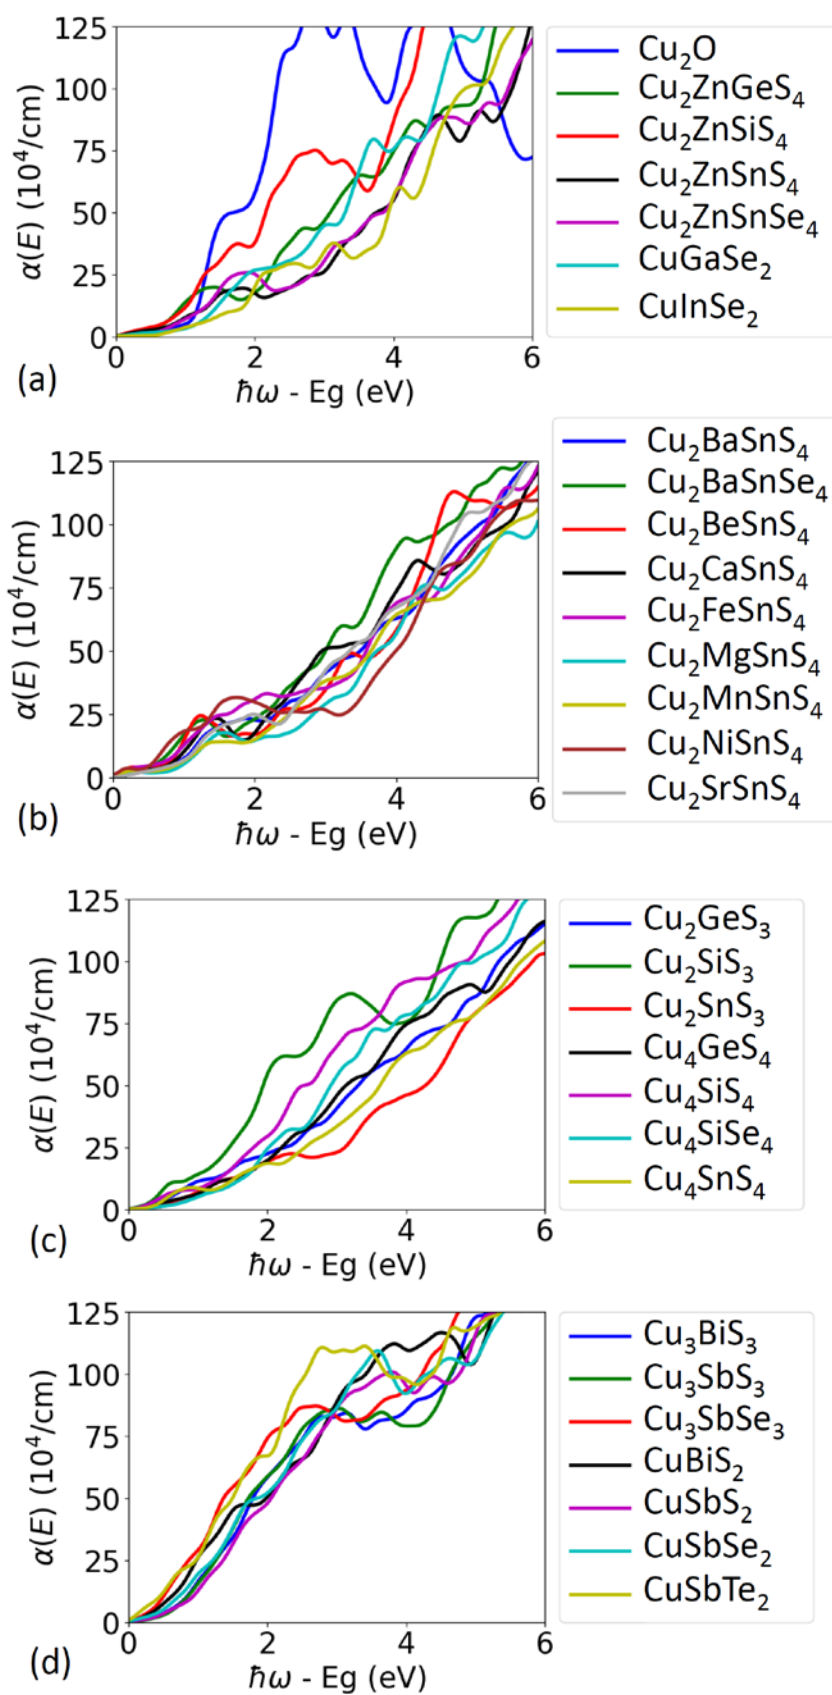 125
100
75
50
25
0
α(E) (10⁴/cm)
0 2 4 6
ħω - Eg (eV)
(a)
Cu₂O
Cu₂ZnGeS₄
Cu₂ZnSiS₄
Cu₂ZnSnS₄
Cu₂ZnSnSe₄
CuGaSe₂
CuInSe₂
125
100
75
50
25
0
α(E) (10⁴/cm)
0 2 4 6
ħω - Eg (eV)
(b)
Cu₂BaSnS₄
Cu₂BaSnSe₄
Cu₂BeSnS₄
Cu₂CaSnS₄
Cu₂FeSnS₄
Cu₂MgSnS₄
Cu₂MnSnS₄
Cu₂NiSnS₄
Cu₂SrSnS₄
125
100
75
50
25
0
α(E) (10⁴/cm)
0 2 4 6
ħω - Eg (eV)
(c)
Cu₂GeS₃
Cu₂SiS₃
Cu₂SnS₃
Cu₄GeS₄
Cu₄SiS₄
Cu₄SiSe₄
Cu₄SnS₄
125
100
75
50
25
0
α(E) (10⁴/cm)
0 2 4 6
ħω - Eg (eV)
(d)
Cu₃BiS₃
Cu₃SbS₃
Cu₃SbSe₃
CuBiS₂
CuSbS₂
CuSbSe₂
CuSbTe₂